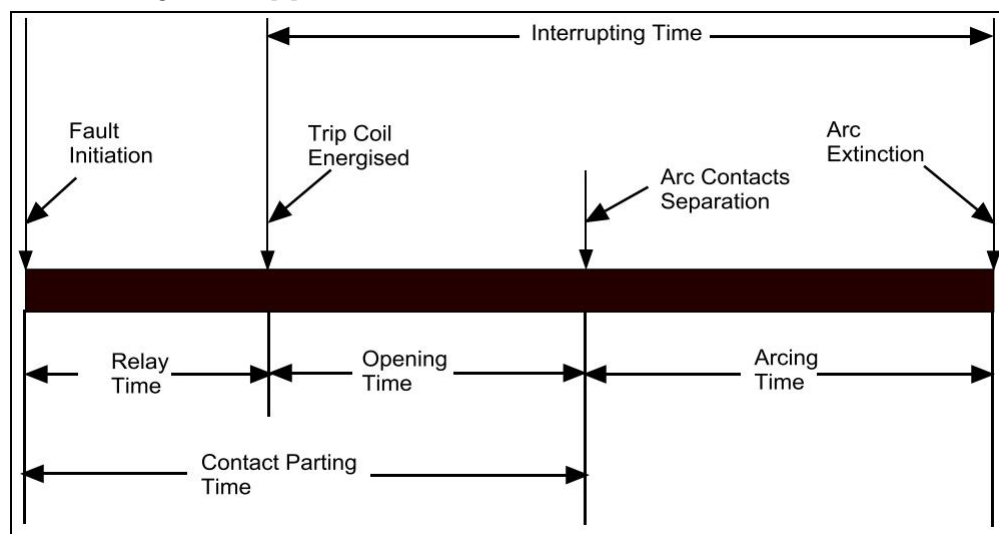 Interrupting Time
Fault
Initiation
Trip Coil
Energised
Arc
Extinction
Arc Contacts
Separation
Relay
Time
Opening
Time
Arcing
Time
Contact Parting
Time